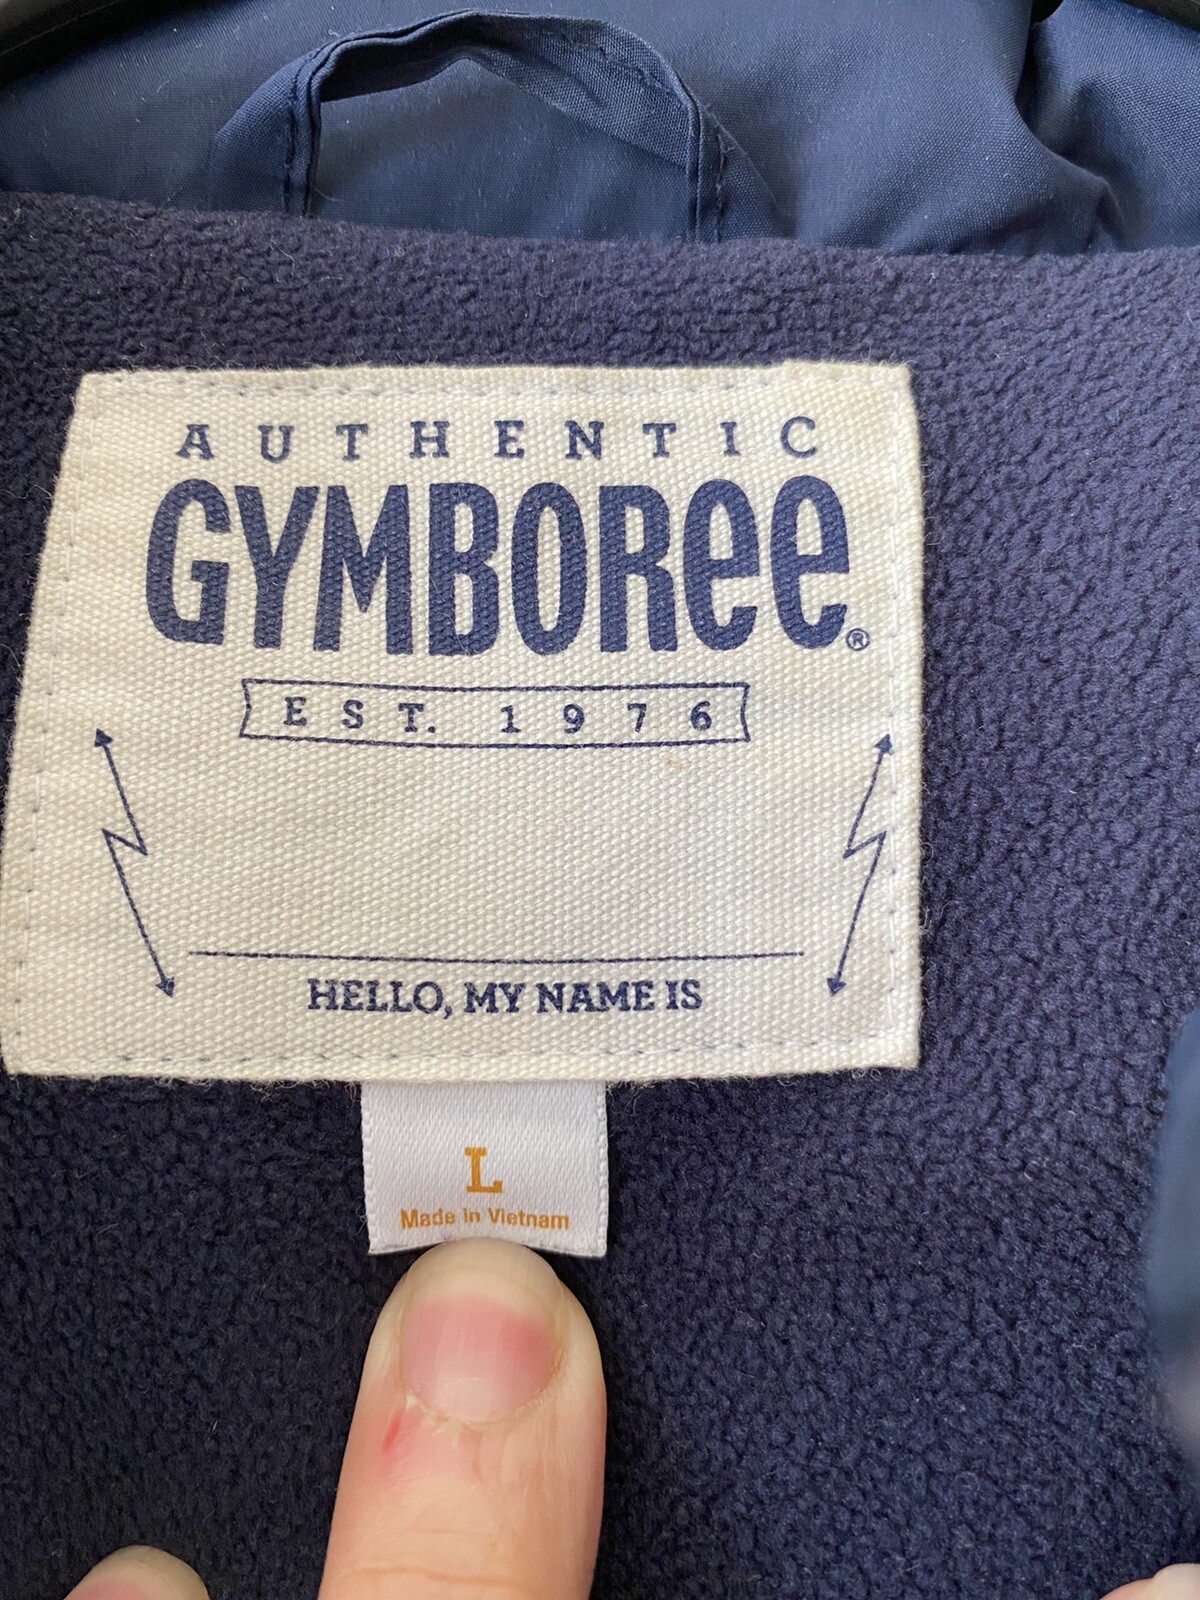 AUTHENTIC
GYMBOREE®
EST. 1976
HELLO, MY NAME IS
L
Made in Vietnam